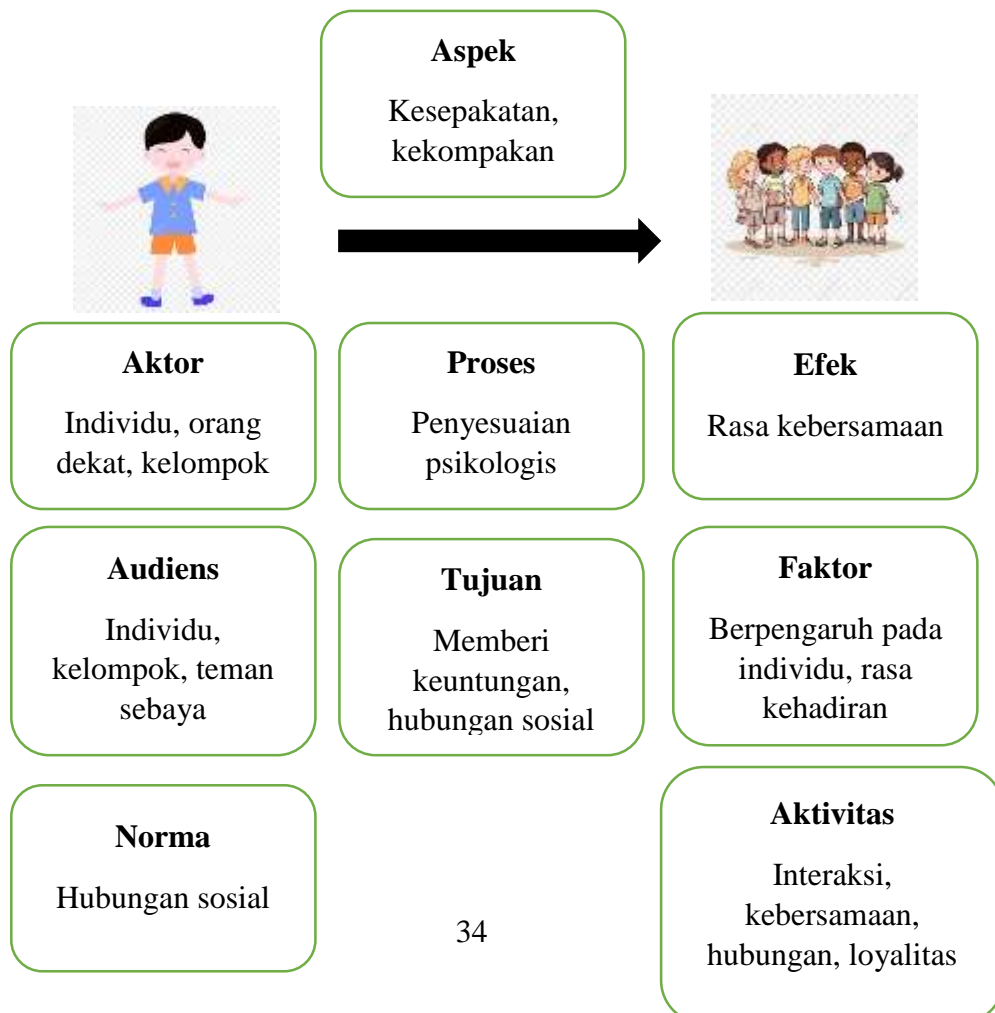 Aspek
Kesepakatan,
kekompakan
Aktor
Individu, orang
dekat, kelompok
Proses
Penyesuaian
psikologis
Efek
Rasa kebersamaan
Audiens
Individu,
kelompok, teman
sebaya
Tujuan
Memberi
keuntungan,
hubungan sosial
Faktor
Berpengaruh pada
individu, rasa
kehadiran
Norma
Hubungan sosial
Aktivitas
Interaksi,
kebersamaan,
hubungan, loyalitas
34